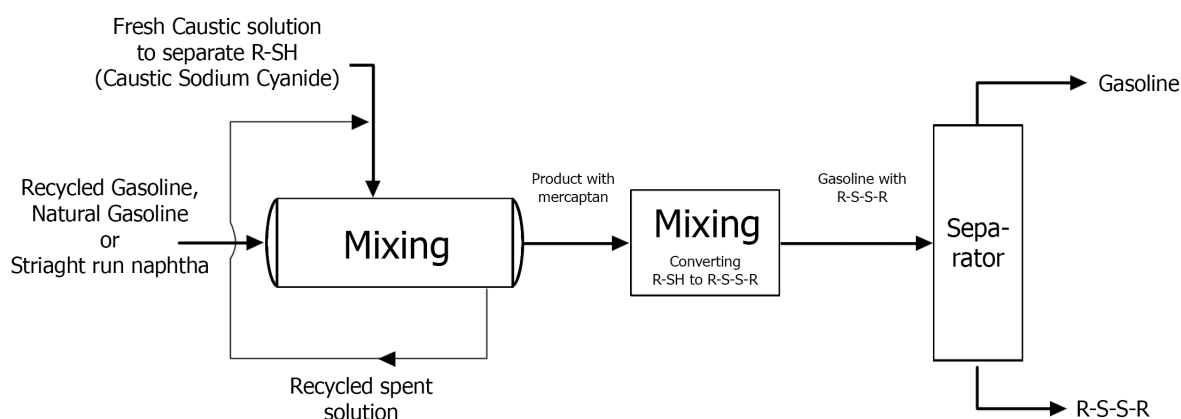 Fresh Caustic solution
to separate R-SH
(Caustic Sodium Cyanide)
Gasoline
Recycled Gasoline,
Natural Gasoline
or
Striaght run naphtha
Mixing
Product with
mercaptan
Mixing
Converting
R-SH to R-S-S-R
Gasoline with
R-S-S-R
Sepa-
rator
Recycled spent
solution
R-S-S-R